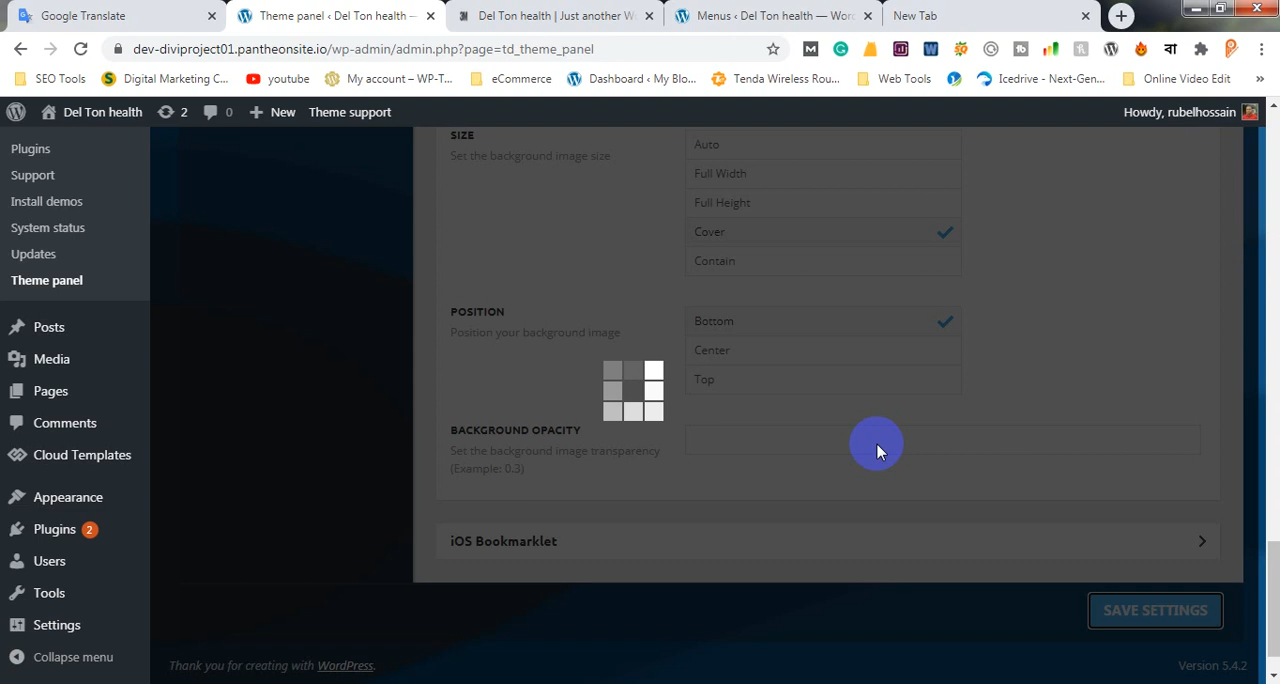 Google Translate
Theme panel ‹ Del Ton health —
Del Ton health | Just another W
Menus ‹ Del Ton health — Wor
New Tab
dev-diviproject01.pantheonsite.io/wp-admin/admin.php?page=td_theme_panel
SEO Tools
Digital Marketing C...
youtube
My account – WP-T...
eCommerce
Dashboard ‹ My Blo...
Tenda Wireless Rou...
Web Tools
Icedrive - Next-Gen...
Online Video Edit
Del Ton health
2
0
New
Theme support
Howdy, rubelhossain
Plugins
Support
Install demos
System status
Updates
Theme panel
Posts
Media
Pages
Comments
Cloud Templates
Appearance
Plugins 2
Users
Tools
Settings
Collapse menu
SIZE
Set the background image size
Auto
Full Width
Full Height
Cover
Contain
POSITION
Position your background image
Bottom
Center
Top
BACKGROUND OPACITY
Set the background image transparency
(Example: 0.3)
iOS Bookmarklet
SAVE SETTINGS
Thank you for creating with WordPress.
Version 5.4.2